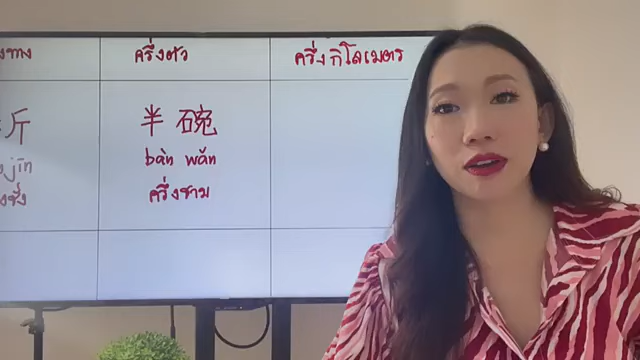 ครึ่งตัว
ครึ่งกิโลเมตร
斤 半碗
jīn bàn wǎn
ครึ่งชาม